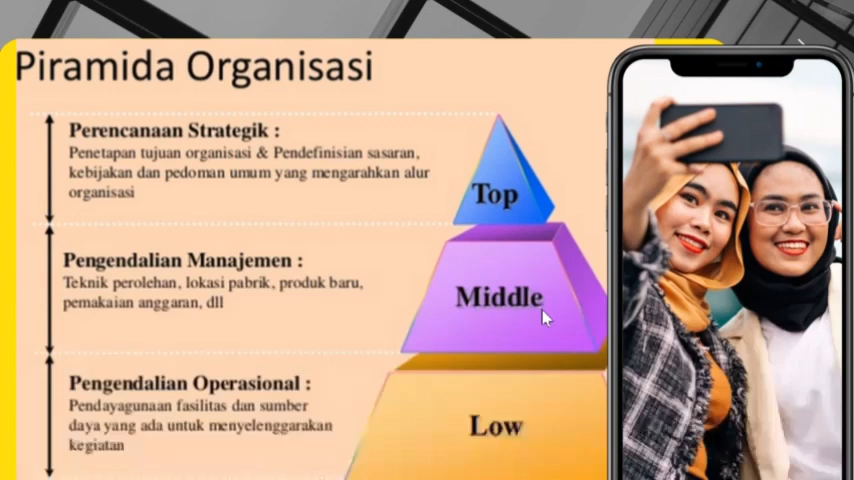 Piramida Organisasi
Perencanaan Strategik :
Penetapan tujuan organisasi & Pendefinisian sasaran,
kebijakan dan pedoman umum yang mengarahkan alur
organisasi
Top
Pengendalian Manajemen :
Teknik perolehan, lokasi pabrik, produk baru,
pemakaian anggaran, dll
Middle
Pengendalian Operasional :
Pendayagunaan fasilitas dan sumber
daya yang ada untuk menyelenggarakan
kegiatan
Low